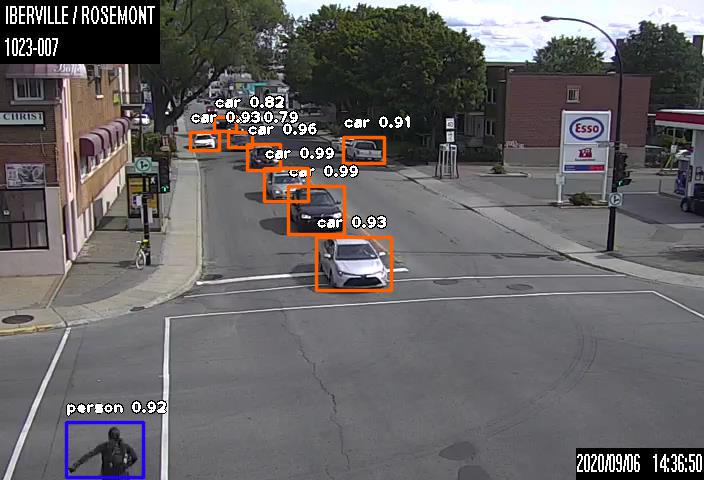 IBERVILLE / ROSEMONT
1023-007
CHRIST
car 0.82
car 0.93
0.79
car 0.96
car 0.91
car 0.99
car 0.99
car 0.93
Esso
person 0.92
2020/09/06 14:36:50